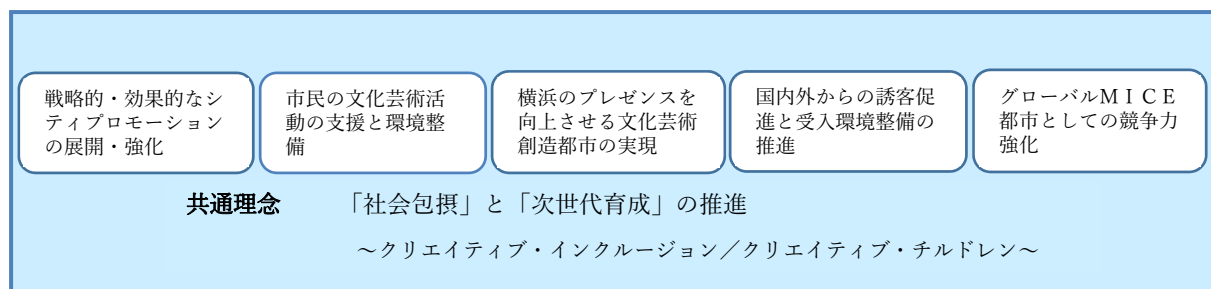 戦略的・効果的なシ
ティプロモーション
の展開・強化
市民の文化芸術活
動の支援と環境整
備
横浜のプレゼンスを
向上させる文化芸術
創造都市の実現
国内外からの誘客促
進と受入環境整備の
推進
グローバルＭＩＣＥ
都市としての競争力
強化
共通理念　　「社会包摂」と「次世代育成」の推進
～クリエイティブ・インクルージョン／クリエイティブ・チルドレン～